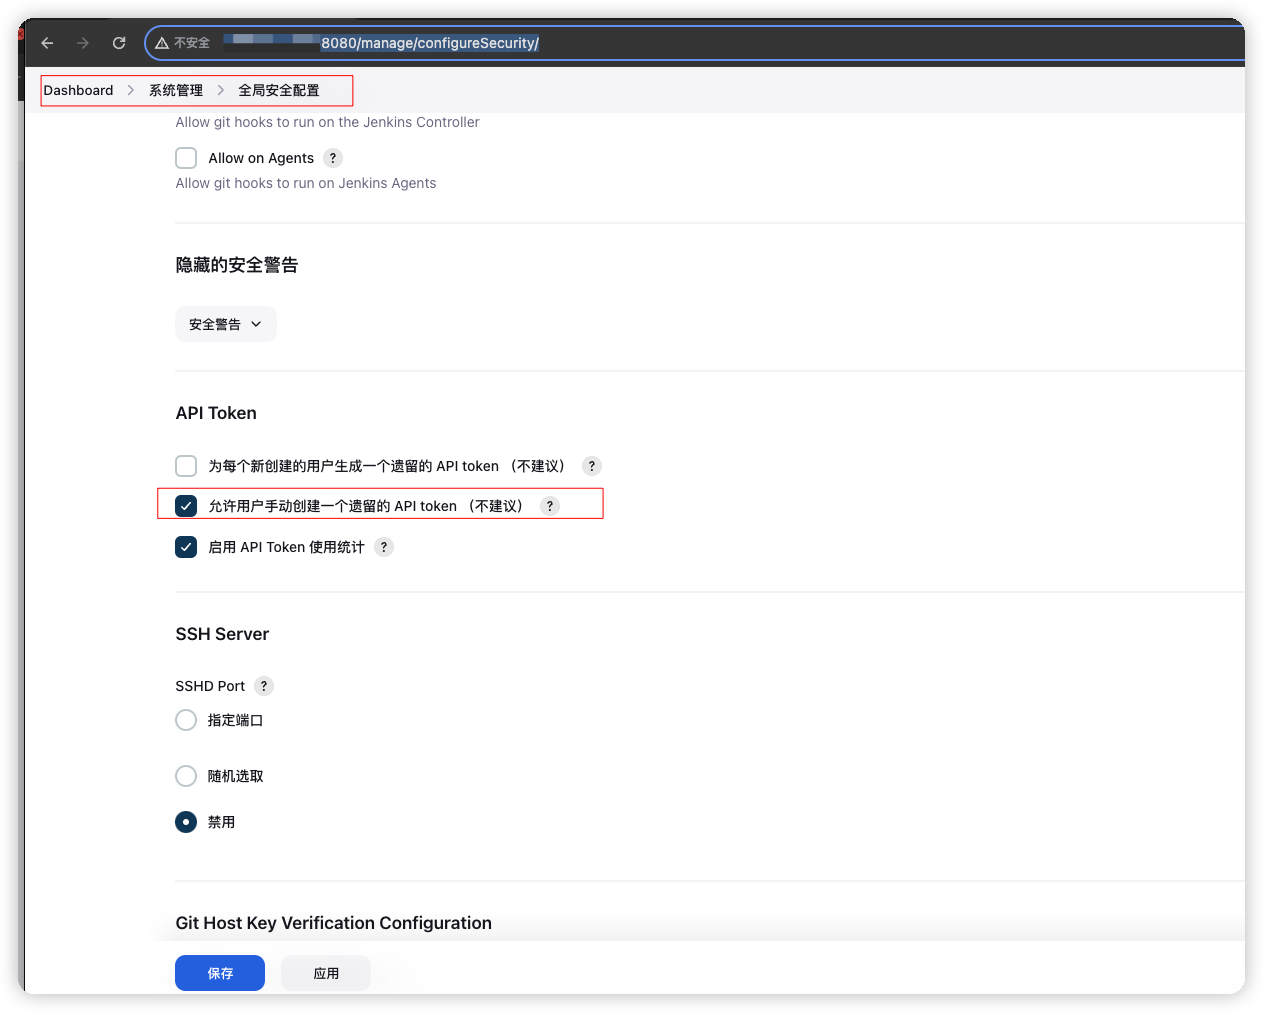 不安全 8080/manage/configureSecurity/
Dashboard > 系统管理 > 全局安全配置
Allow git hooks to run on the Jenkins Controller
Allow on Agents ?
Allow git hooks to run on Jenkins Agents
隐藏的安全警告
安全警告
API Token
为每个新创建的用户生成一个遗留的 API token （不建议） ?
允许用户手动创建一个遗留的 API token （不建议） ?
启用 API Token 使用统计 ?
SSH Server
SSHD Port ?
指定端口
随机选取
禁用
Git Host Key Verification Configuration
保存 应用